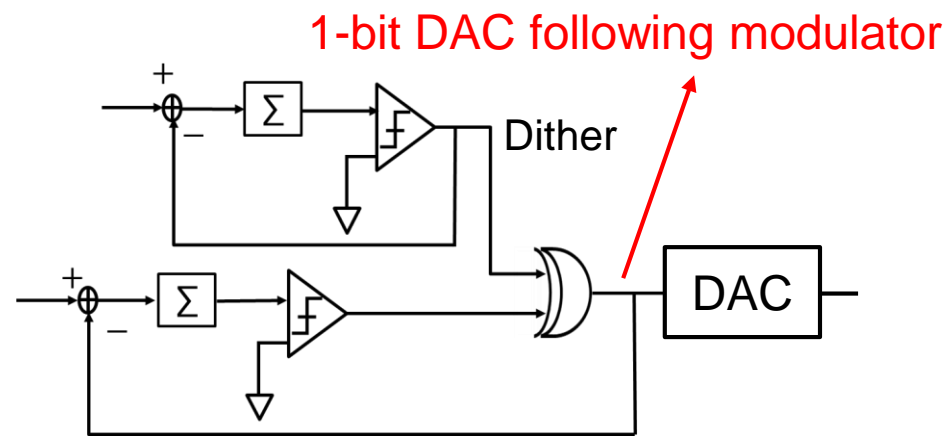 1-bit DAC following modulator
+
Σ
−
Dither
+
Σ
−
DAC